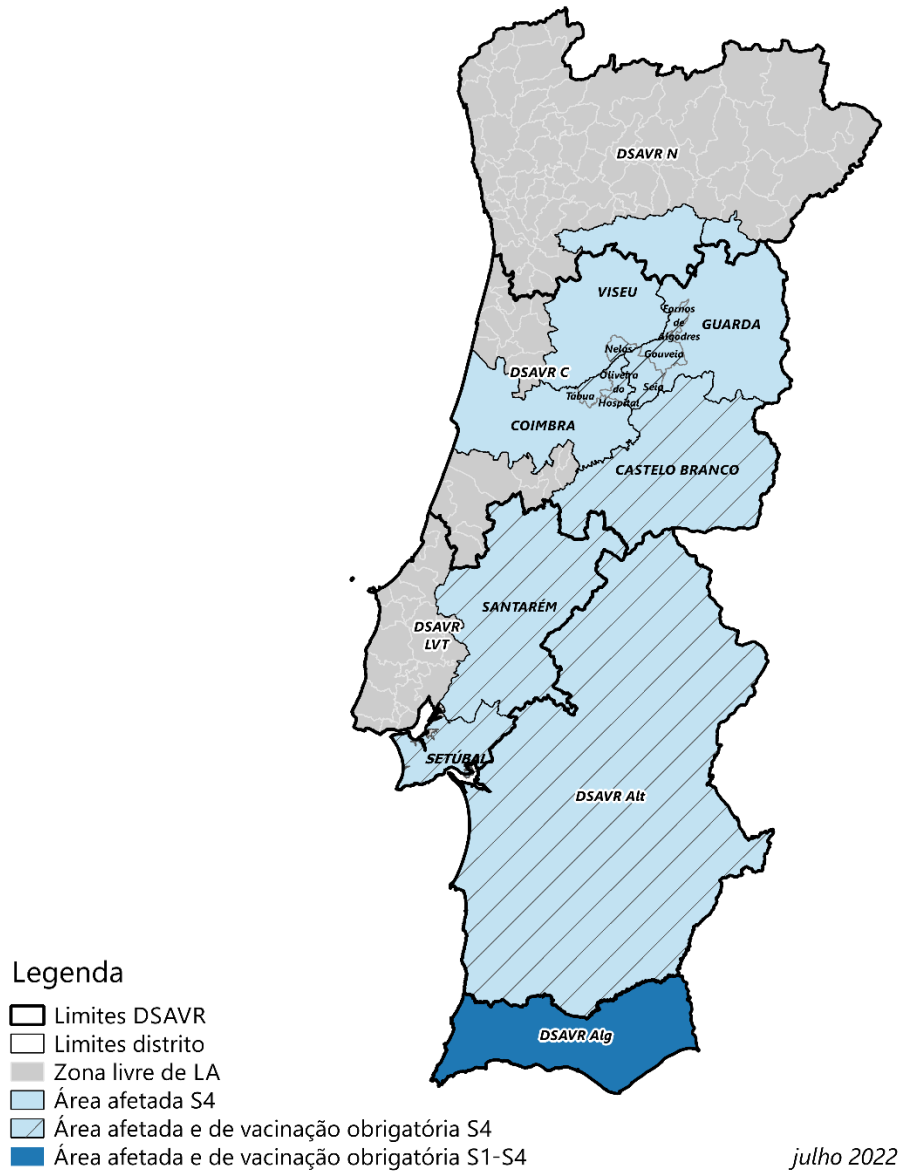 DSAVR N
VISEU
GUARDA
Fornos
de
Algodres
Nelas
Gouveia
DSAVR C
Oliveira
do
Hospital
Seia
Tábua
COIMBRA
CASTELO BRANCO
SANTARÉM
DSAVR
LVT
SETÚBAL
DSAVR Alt
DSAVR Alg
Legenda
Limites DSAVR
Limites distrito
Zona livre de LA
Área afetada S4
Área afetada e de vacinação obrigatória S4
Área afetada e de vacinação obrigatória S1-S4
julho 2022